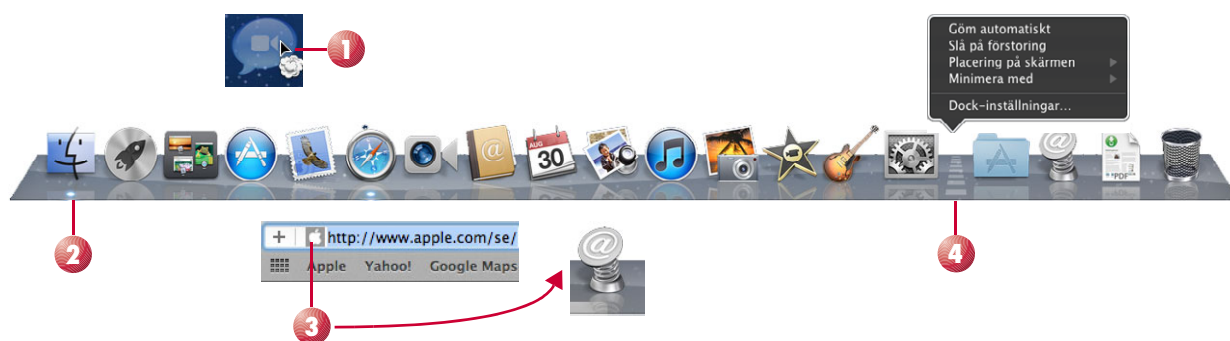 1
Göm automatiskt
Slå på förstoring
Placering på skärmen
Minimera med
Dock-inställningar...
@
AUG
30
@
PDF
2
4
+ http://www.apple.com/se/
Apple Yahoo! Google Maps
@
3